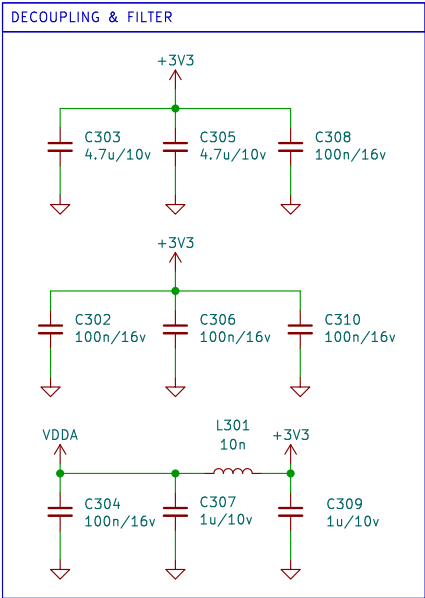 DECOUPLING & FILTER
+3V3
C303
4.7u/10v
C305
4.7u/10v
C308
100n/16v
+3V3
C302
100n/16v
C306
100n/16v
C310
100n/16v
VDDA
L301
10n
+3V3
C304
100n/16v
C307
1u/10v
C309
1u/10v